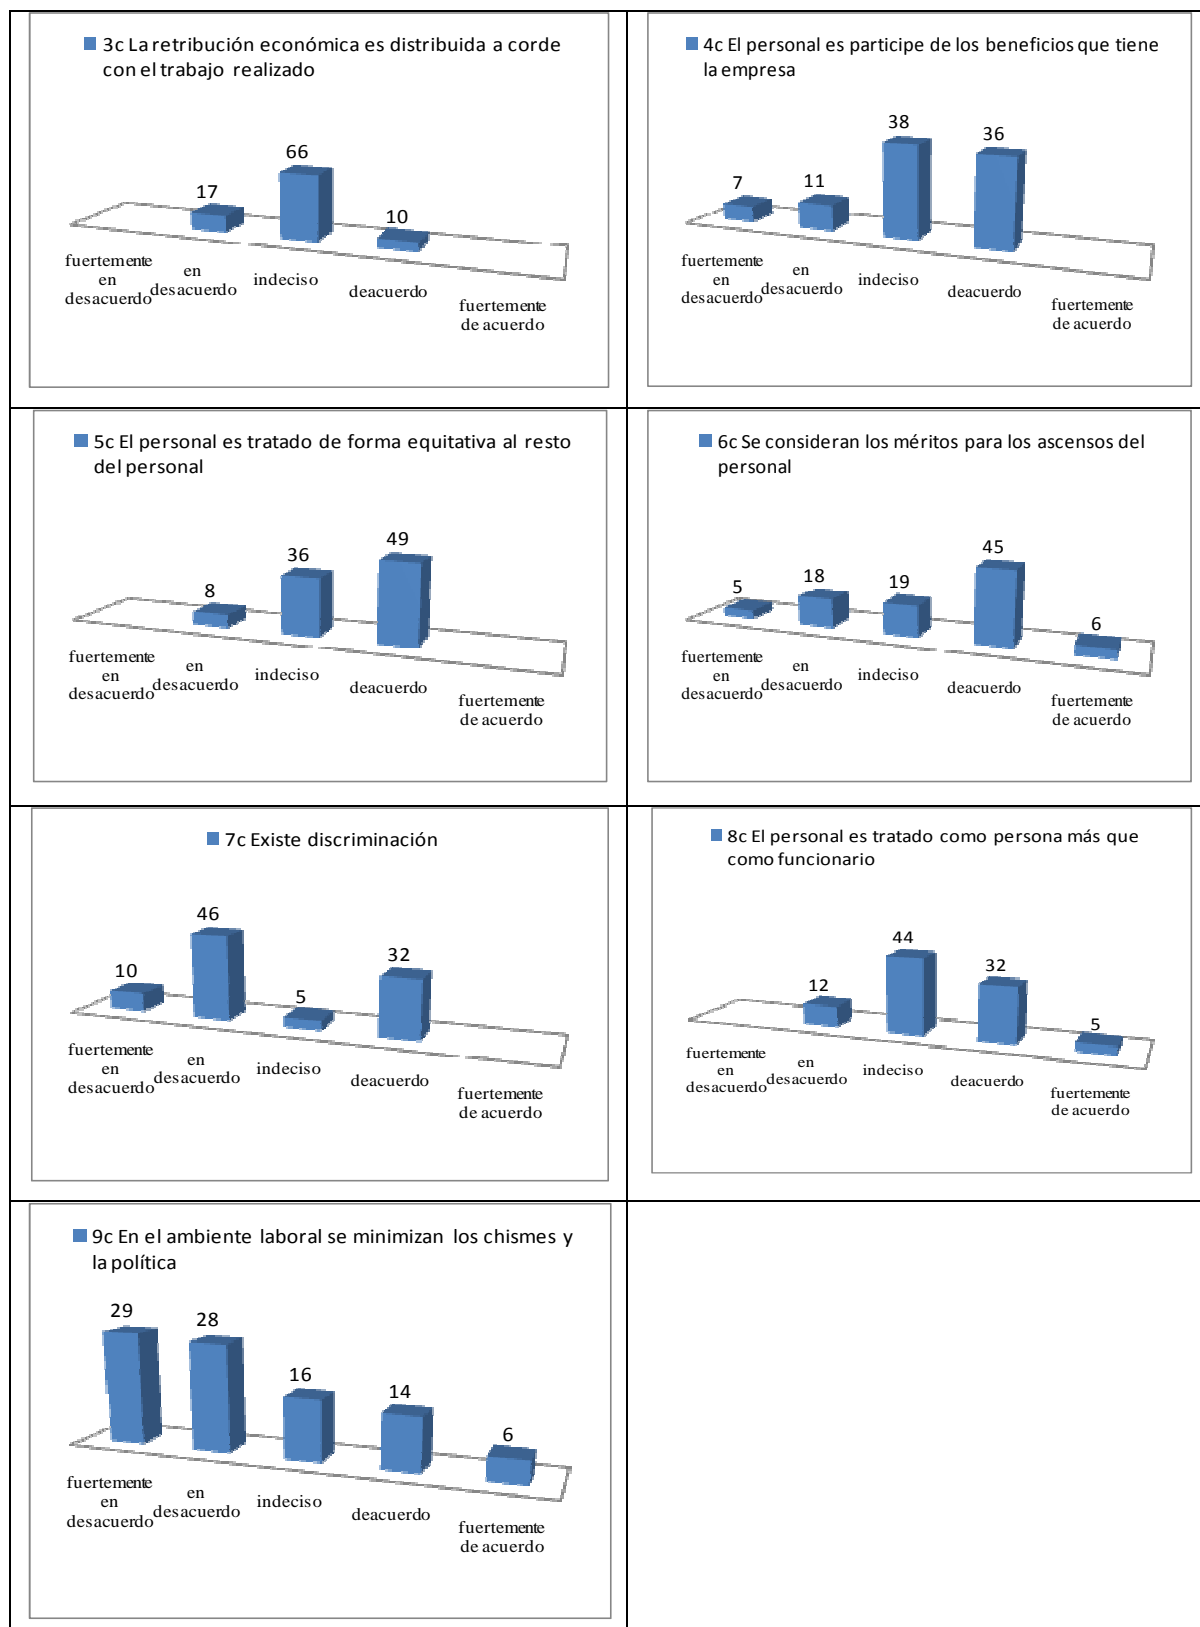 3c La retribución económica es distribuida a corde
con el trabajo realizado
66
17
10
fuertemente
en
desacuerdo
en
desacuerdo
indeciso
deacuerdo
fuertemente
de acuerdo
4c El personal es participe de los beneficios que tiene
la empresa
38
36
7
11
fuertemente
en
desacuerdo
en
desacuerdo
indeciso
deacuerdo
fuertemente
de acuerdo
5c El personal es tratado de forma equitativa al resto
del personal
49
36
8
fuertemente
en
desacuerdo
en
desacuerdo
indeciso
deacuerdo
fuertemente
de acuerdo
6c Se consideran los méritos para los ascensos del
personal
45
5
18
19
6
fuertemente
en
desacuerdo
en
desacuerdo
indeciso
deacuerdo
fuertemente
de acuerdo
7c Existe discriminación
46
10
5
32
fuertemente
en
desacuerdo
en
desacuerdo
indeciso
deacuerdo
fuertemente
de acuerdo
8c El personal es tratado como persona más que
como funcionario
44
32
12
5
fuertemente
en
desacuerdo
en
desacuerdo
indeciso
deacuerdo
fuertemente
de acuerdo
9c En el ambiente laboral se minimizan los chismes y
la política
29
28
16
14
6
fuertemente
en
desacuerdo
en
desacuerdo
indeciso
deacuerdo
fuertemente
de acuerdo